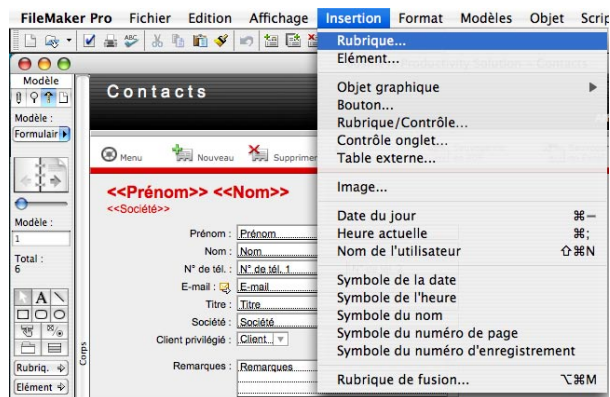 FileMaker Pro Fichier Edition Affichage Insertion Format Modèles Objet Scrip
Rubrique...
Elément...
Objet graphique
Bouton...
Rubrique/Contrôle...
Contrôle onglet...
Table externe...
Image...
Date du jour ⌘–
Heure actuelle ⌘;
Nom de l'utilisateur ⇧⌘N
Symbole de la date
Symbole de l'heure
Symbole du nom
Symbole du numéro de page
Symbole du numéro d'enregistrement
Rubrique de fusion... ⌥⌘M
Modèle
Modèle :
Formulair
Modèle :
1
Total :
6
A
Rubriq.
Elément
Corps
Contacts
Menu Nouveau Supprimer
<<Prénom>> <<Nom>>
<<Société>>
Prénom : Prénom
Nom : Nom
N° de tél. : N° de tél. 1
E-mail : E-mail
Titre : Titre
Société : Société
Client privilégié : Client
Remarques : Remarques